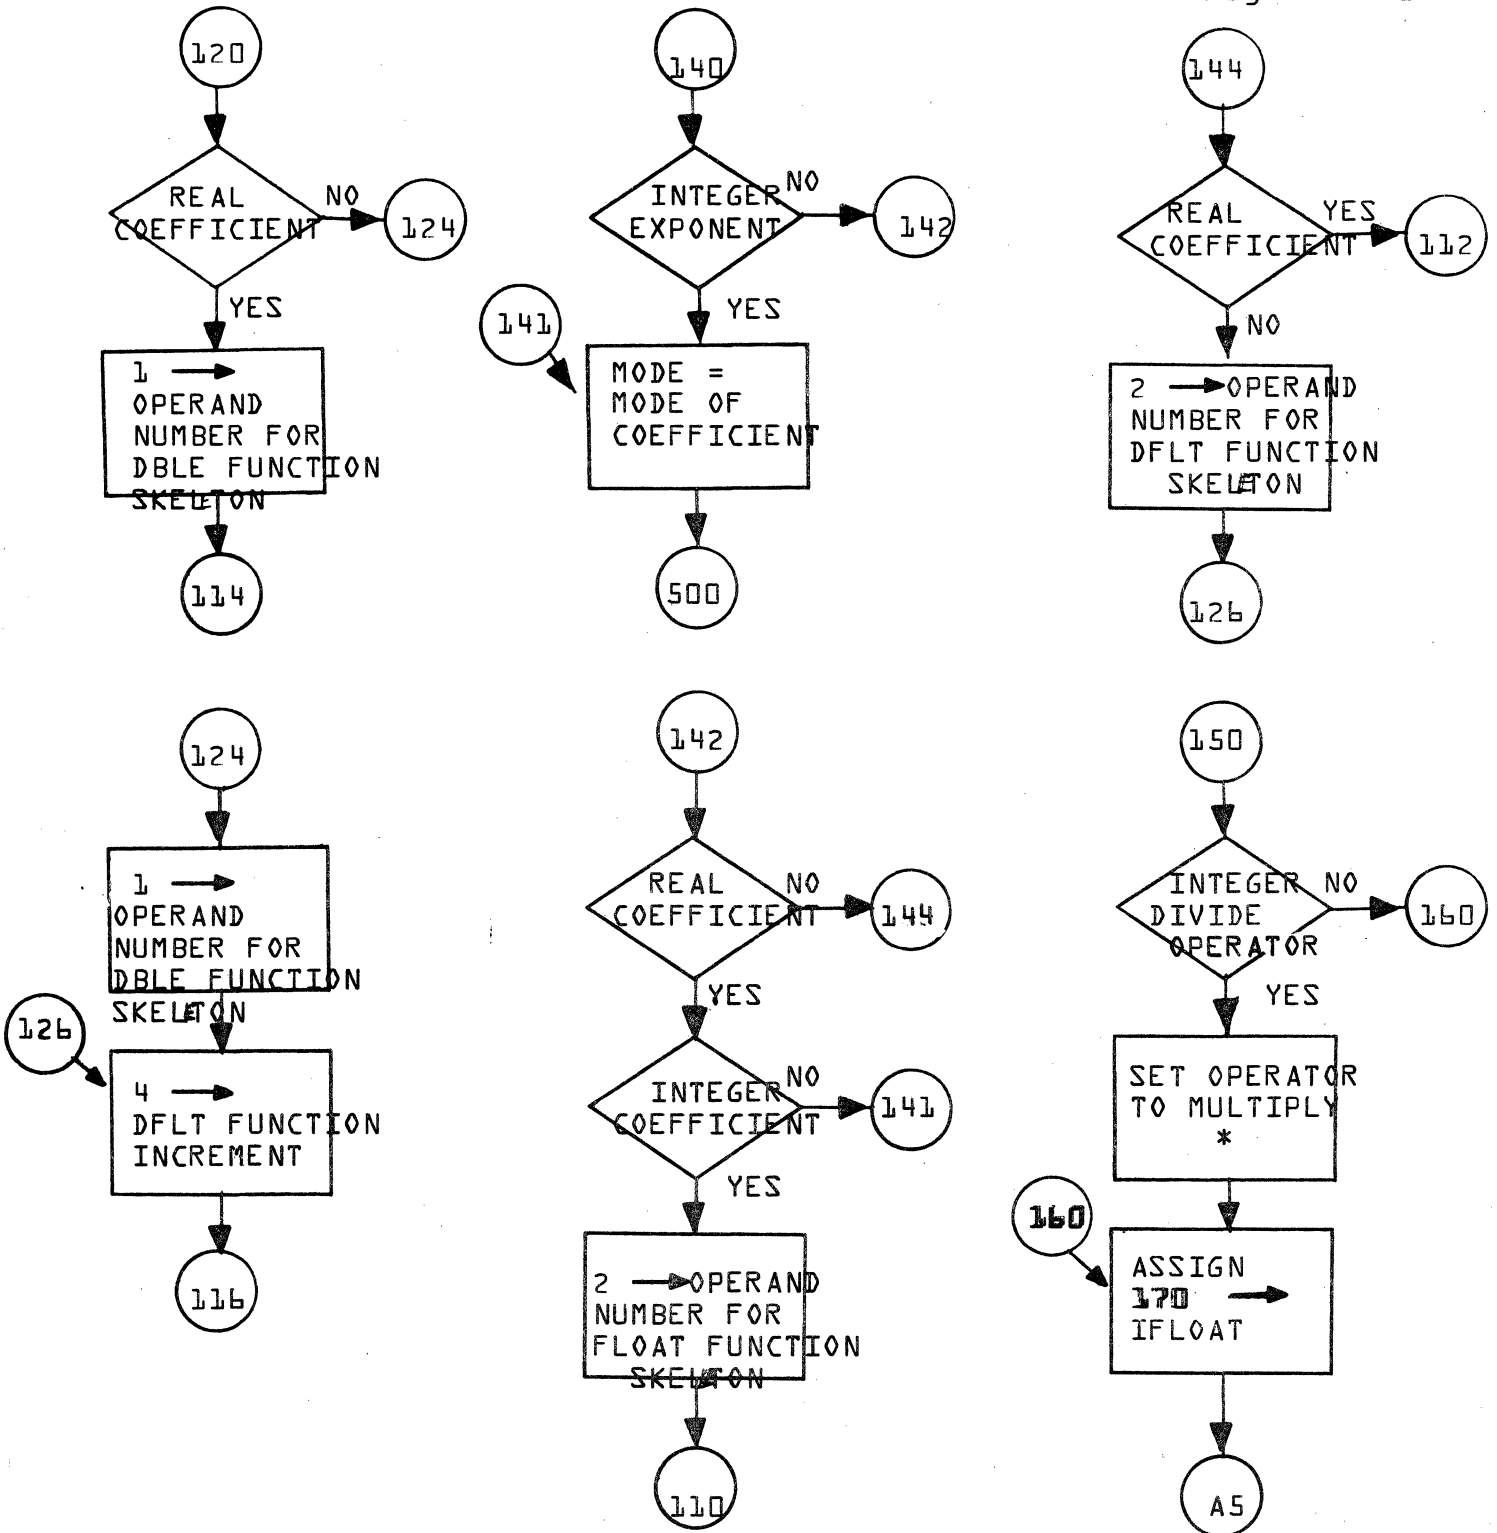 120
REAL
COEFFICIENT
NO
124
YES
1
OPERAND
NUMBER FOR
DBLE FUNCTION
SKELETON
114
140
INTEGER
EXPONENT
NO
142
YES
141
MODE =
MODE OF
COEFFICIENT
500
144
REAL
COEFFICIENT
YES
112
NO
2 → OPERAND
NUMBER FOR
DFLT FUNCTION
SKELETON
126
124
1
OPERAND
NUMBER FOR
DBLE FUNCTION
SKELETON
126
4
DFLT FUNCTION
INCREMENT
116
142
REAL
COEFFICIENT
NO
144
YES
INTEGER
COEFFICIENT
NO
141
YES
2 → OPERAND
NUMBER FOR
FLOAT FUNCTION
SKELETON
110
150
INTEGER
DIVIDE
OPERATOR
NO
160
YES
SET OPERATOR
TO MULTIPLY
*
160
ASSIGN
170 →
IFLOAT
A5